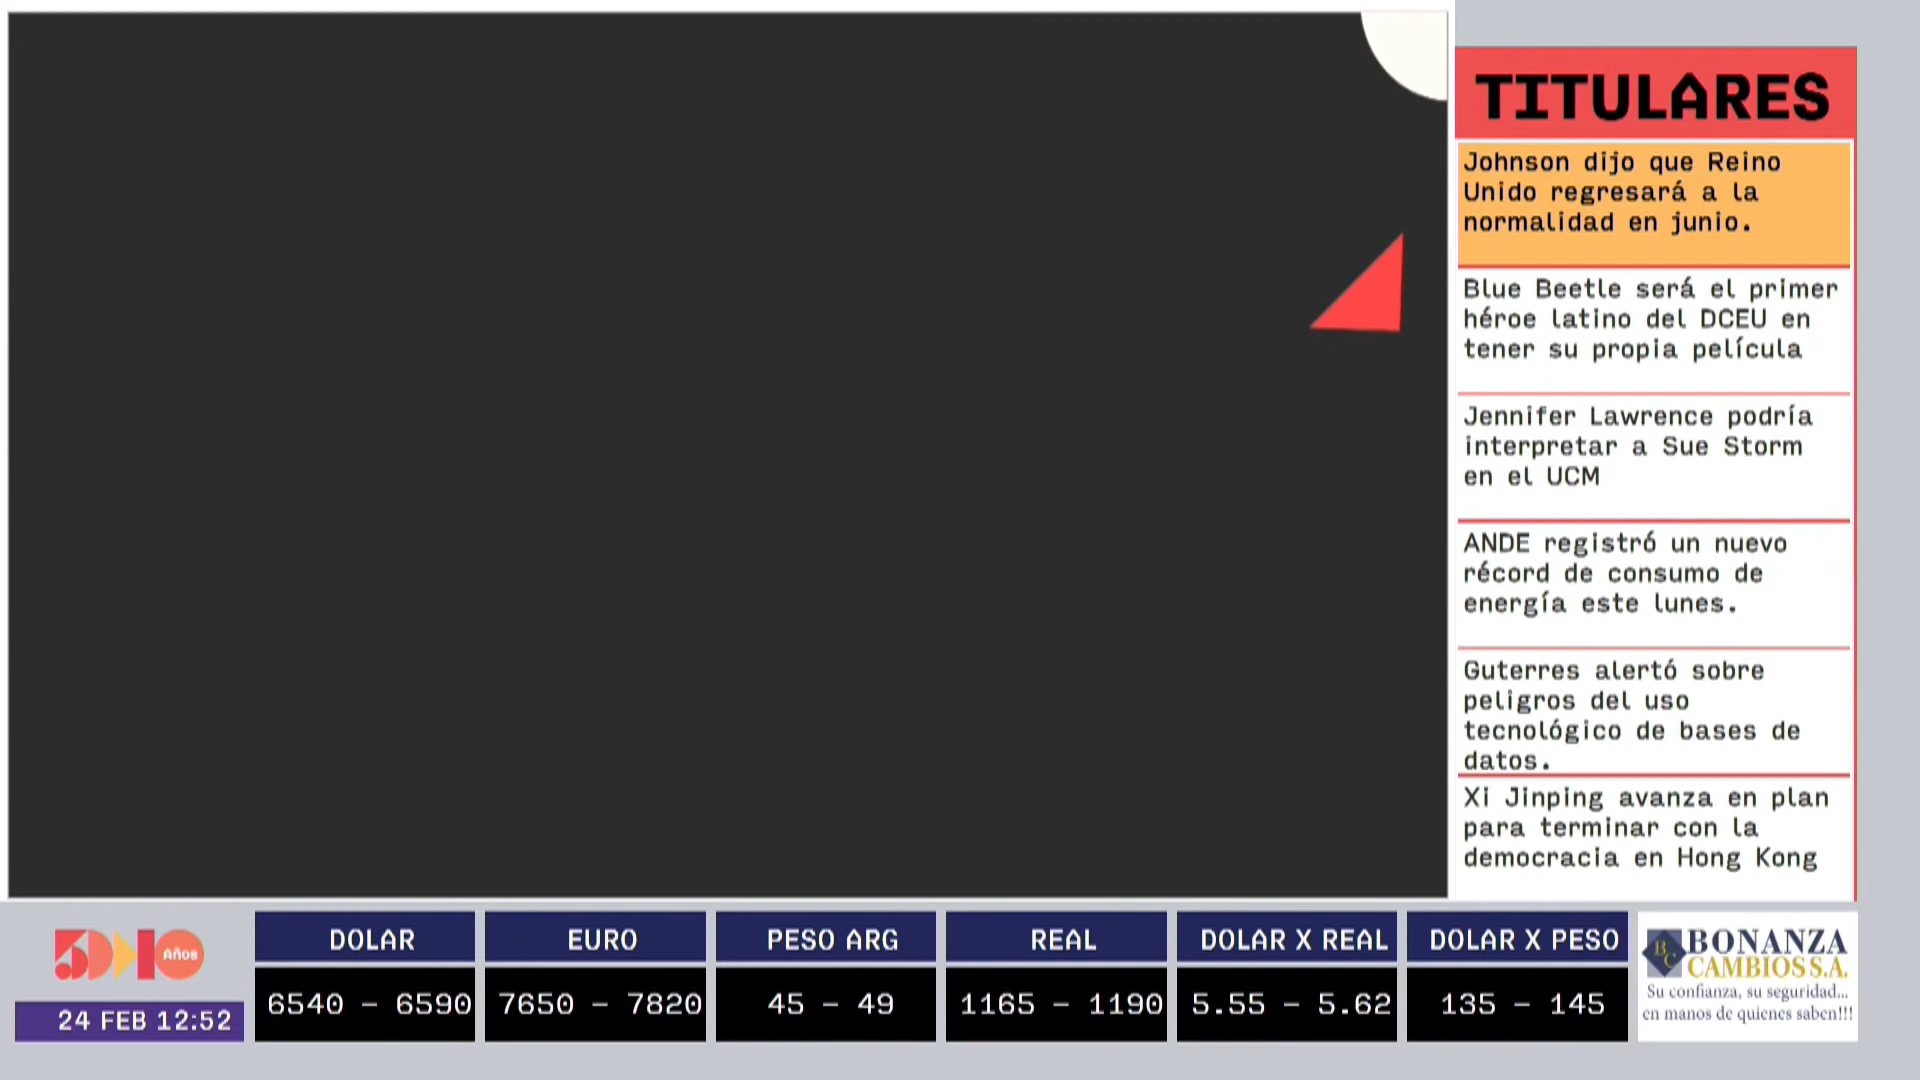 TITULARES
Johnson dijo que Reino
Unido regresará a la
normalidad en junio.
Blue Beetle será el primer
héroe latino del DCEU en
tener su propia película
Jennifer Lawrence podría
interpretar a Sue Storm
en el UCM
ANDE registró un nuevo
récord de consumo de
energía este lunes.
Guterres alertó sobre
peligros del uso
tecnológico de bases de
datos.
Xi Jinping avanza en plan
para terminar con la
democracia en Hong Kong
Años
24 FEB 12:52
DOLAR
6540 - 6590
EURO
7650 - 7820
PESO ARG
45 - 49
REAL
1165 - 1190
DOLAR X REAL
5.55 - 5.62
DOLAR X PESO
135 - 145
BC
BONANZA
CAMBIOS S.A.
Su confianza, su seguridad...
en manos de quienes saben!!!